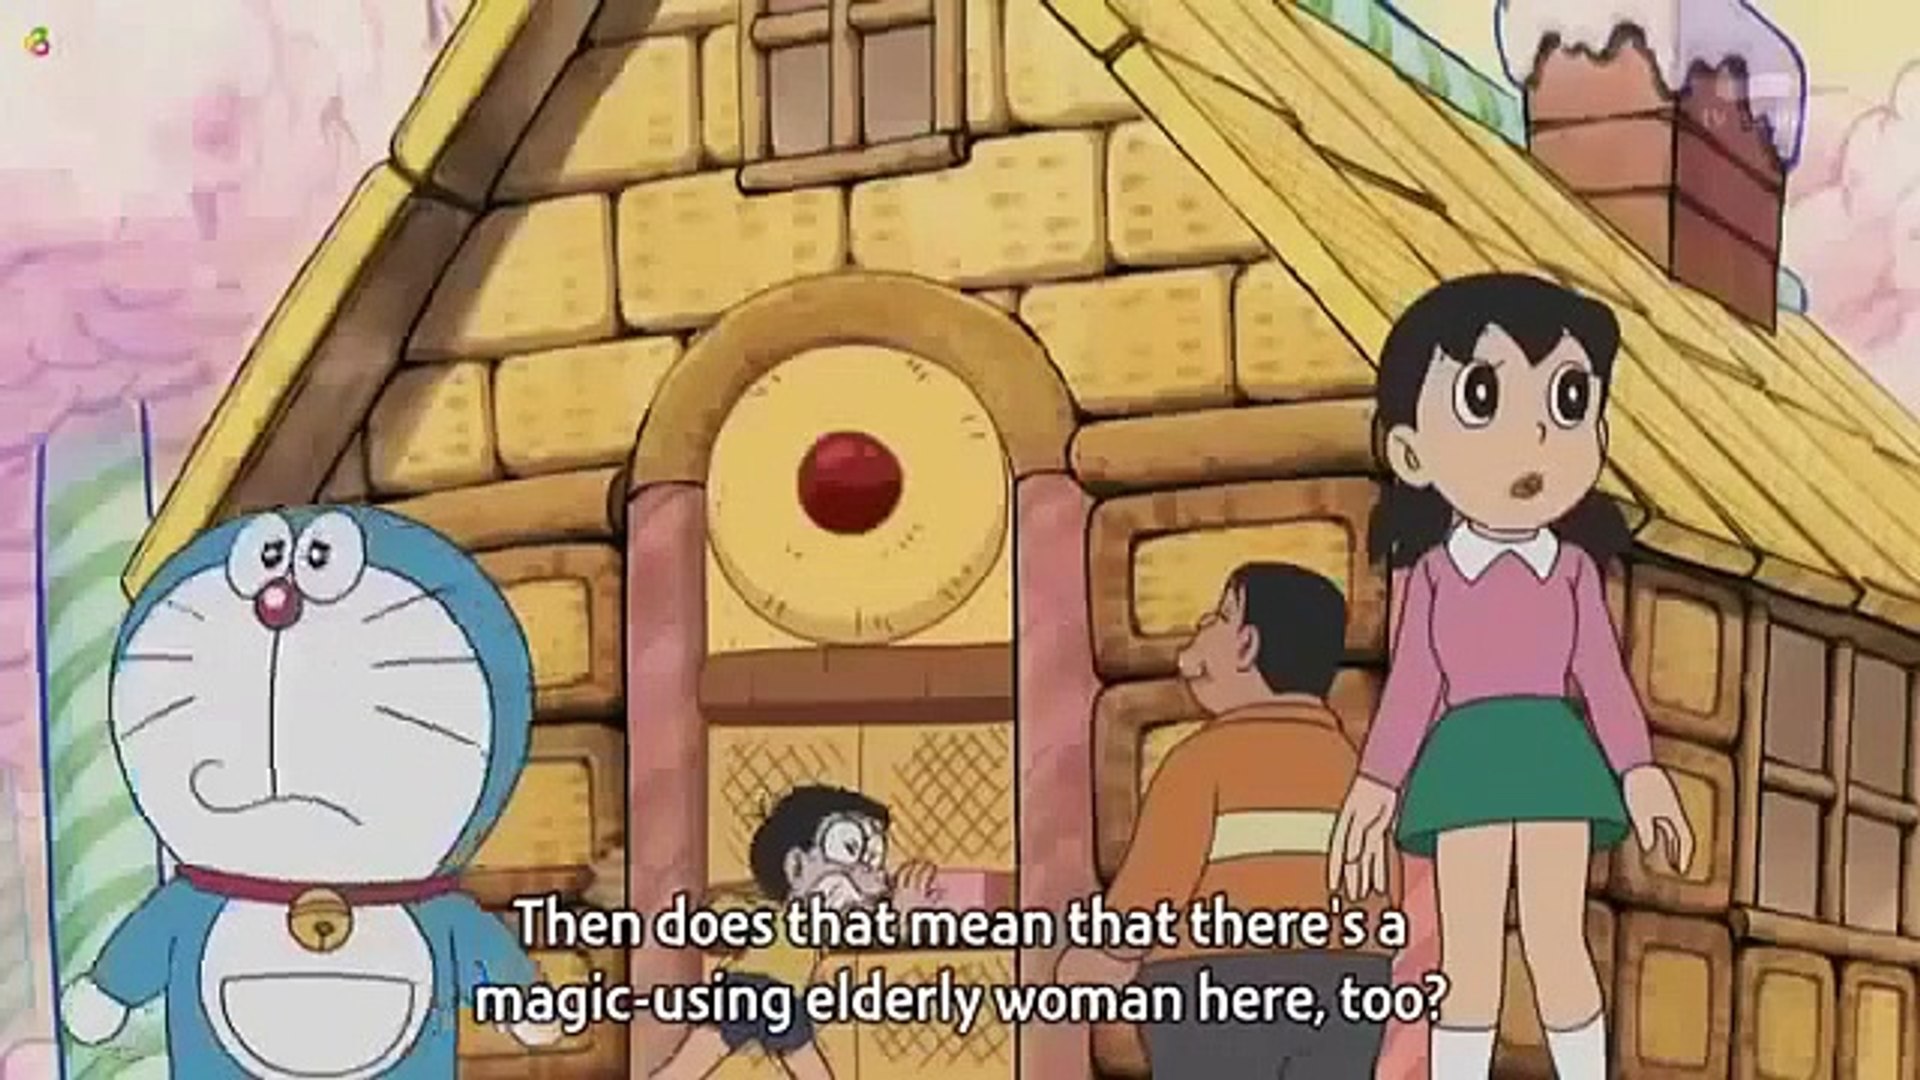 Then does that mean that there's a
magic-using elderly woman here, too?